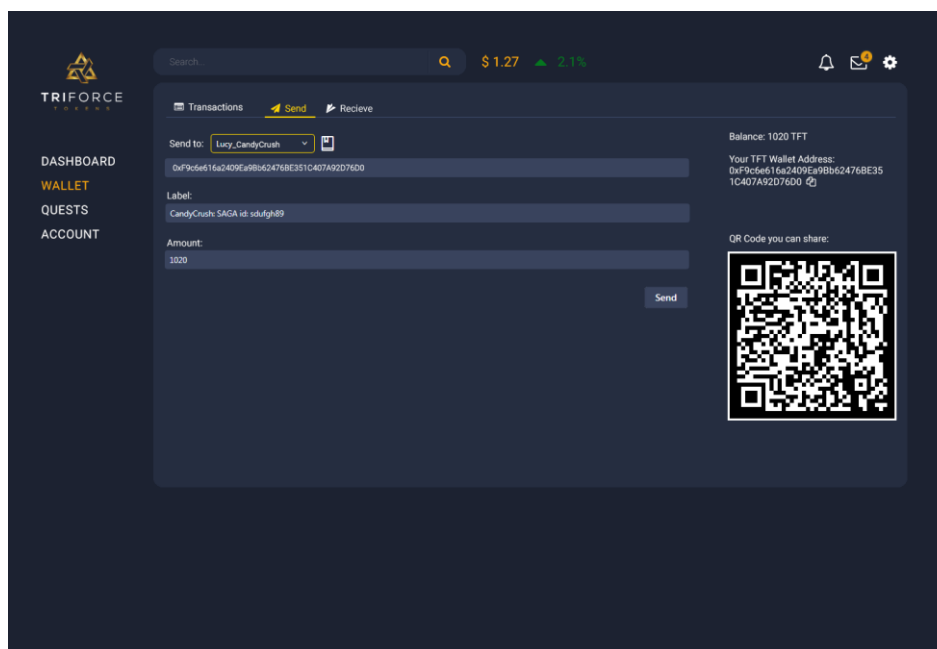 Search..
$ 1.27 2.1%
4
TRIFORCE
TOKENS
DASHBOARD
WALLET
QUESTS
ACCOUNT
Transactions Send Recieve
Send to: Lucy_CandyCrush
0xF9c6e616a2409Ea9Bb62476BE351C407A92D76D0
Label:
CandyCrush: SAGA id: sdufgh89
Amount:
1020
Send
Balance: 1020 TFT
Your TFT Wallet Address:
0xF9c6e616a2409Ea9Bb62476BE35
1C407A92D76D0
QR Code you can share: